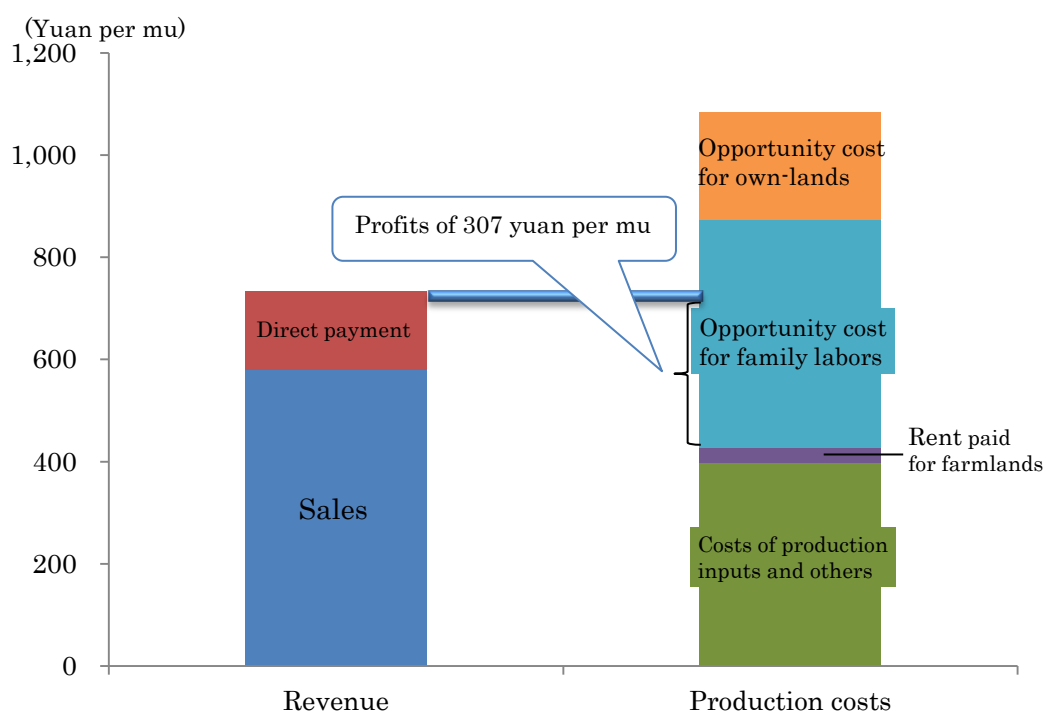 (Yuan per mu)
1,200
1,000
800
600
400
200
0
Profits of 307 yuan per mu
Direct payment
Sales
Opportunity cost
for own-lands
Opportunity cost
for family labors
Rent paid
for farmlands
Costs of production
inputs and others
Revenue
Production costs